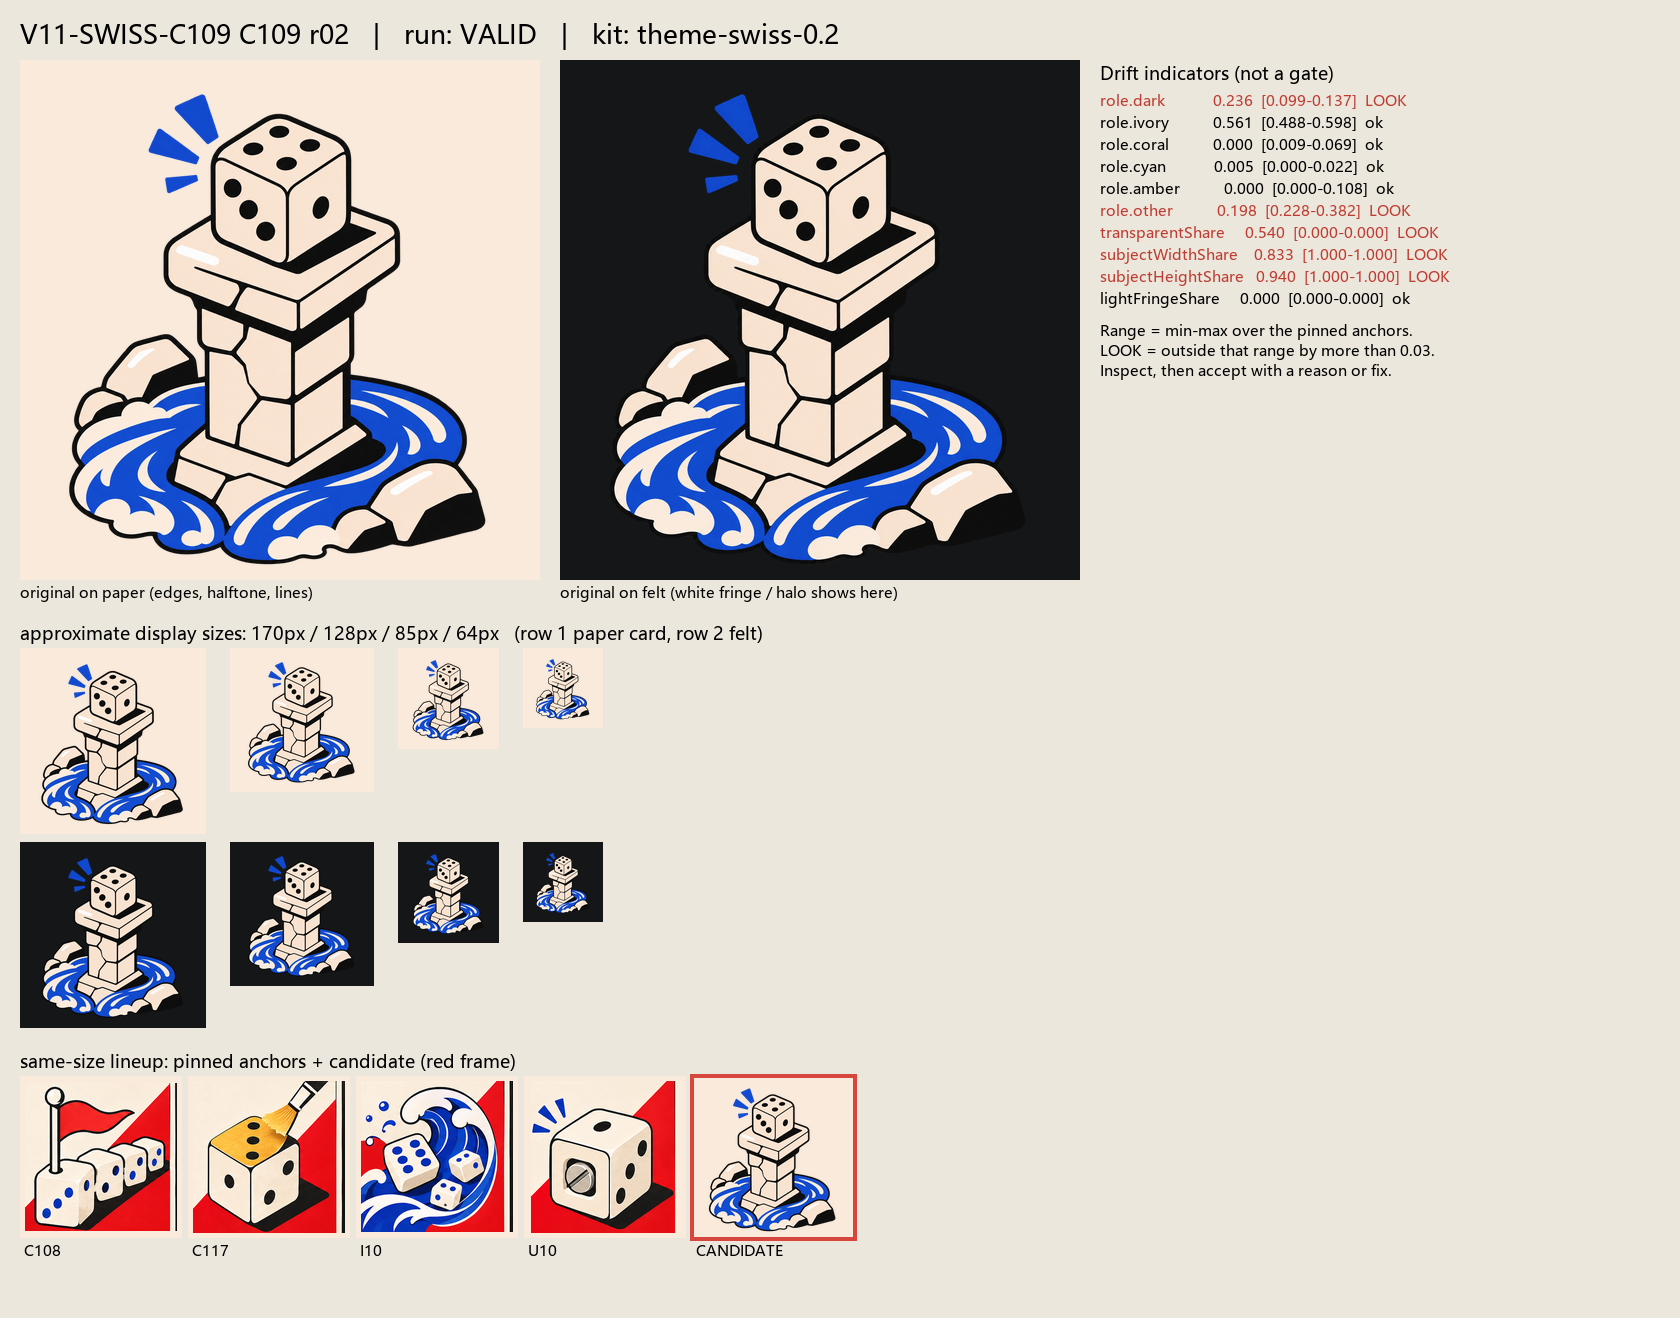 V11-SWISS-C109 C109 r02 | run: VALID | kit: theme-swiss-0.2
Drift indicators (not a gate)
role.dark 0.236 [0.099-0.137] LOOK
role.ivory 0.561 [0.488-0.598] ok
role.coral 0.000 [0.009-0.069] ok
role.cyan 0.005 [0.000-0.022] ok
role.amber 0.000 [0.000-0.108] ok
role.other 0.198 [0.228-0.382] LOOK
transparentShare 0.540 [0.000-0.000] LOOK
subjectWidthShare 0.833 [1.000-1.000] LOOK
subjectHeightShare 0.940 [1.000-1.000] LOOK
lightFringeShare 0.000 [0.000-0.000] ok
Range = min-max over the pinned anchors.
LOOK = outside that range by more than 0.03.
Inspect, then accept with a reason or fix.
original on paper (edges, halftone, lines)
original on felt (white fringe / halo shows here)
approximate display sizes: 170px / 128px / 85px / 64px (row 1 paper card, row 2 felt)
same-size lineup: pinned anchors + candidate (red frame)
C108
C117
I10
U10
CANDIDATE